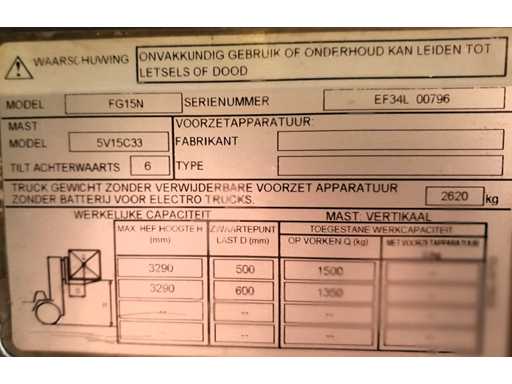 WAARSCHUWING
ONVAKKUNDIG GEBRUIK OF ONDERHOUD KAN LEIDEN TOT
LETSELS OF DOOD
MODEL FG15N SERIENUMMER EF34L 00796
MAST
MODEL 5V15C33
VOORZETAPPARATUUR:
FABRIKANT
TILT ACHTERWAARTS 6 TYPE
TRUCK GEWICHT ZONDER VERWIJDERBARE VOORZET APPARATUUR
ZONDER BATTERIJ VOOR ELECTRO TRUCKS. 2620 kg
WERKELIJKE CAPACITEIT MAST: VERTIKAAL
MAX. HEF HOOGTE H
(mm)
ZWAARTEPUNT
LAST D (mm)
TOEGESTANE WERKCAPACITEIT
OP VORKEN Q (kg) MET VOORZETAPPARATUUR
3290 500 1500 --
3290 600 1350 --
-- -- -- --
-- -- -- --